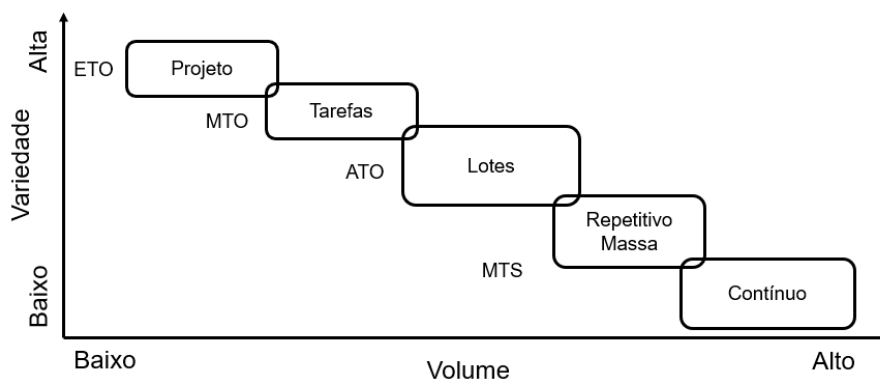 Alta
Variedade
Baixo
ETO
Projeto
MTO
Tarefas
ATO
Lotes
Repetitivo
Massa
MTS
Contínuo
Baixo
Volume
Alto